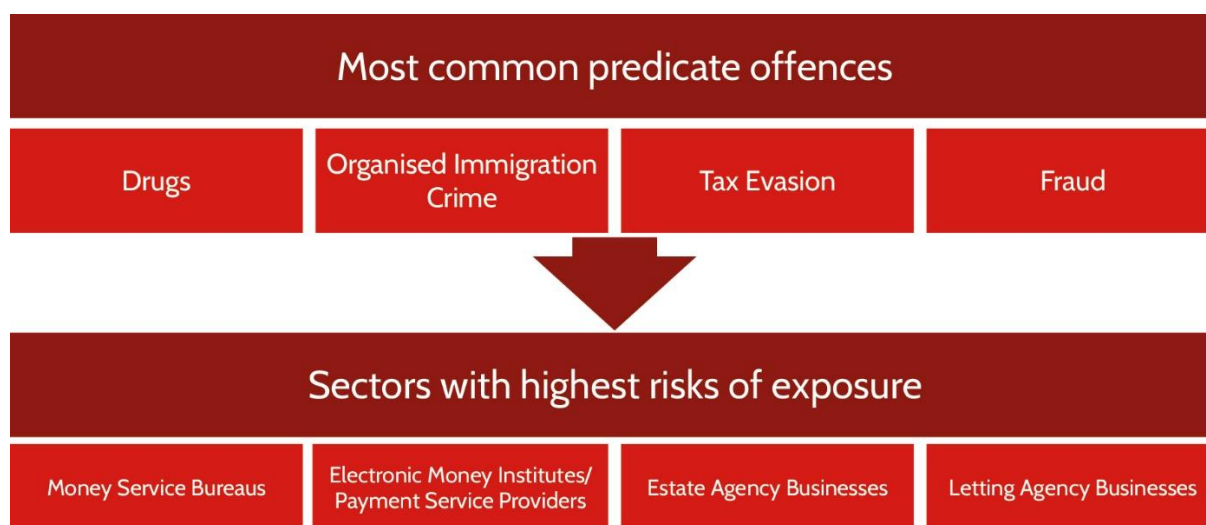 Most common predicate offences
Drugs
Organised Immigration
Crime
Tax Evasion
Fraud
Sectors with highest risks of exposure
Money Service Bureaus
Electronic Money Institutes/
Payment Service Providers
Estate Agency Businesses
Letting Agency Businesses